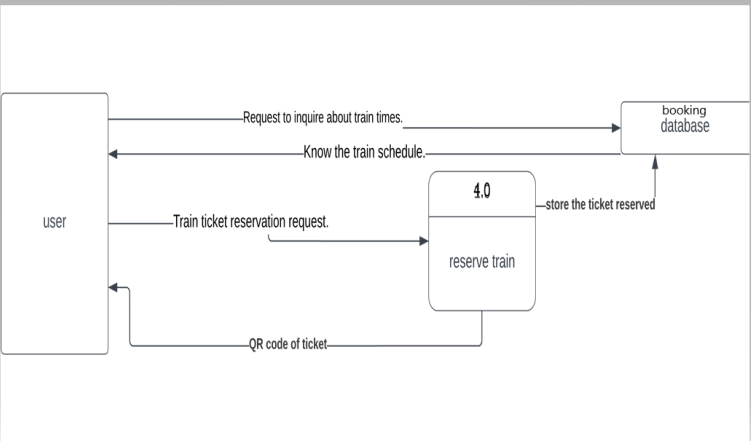 Request to inquire about train times.
booking
database
Know the train schedule.
4.0
store the ticket reserved
user
Train ticket reservation request.
reserve train
QR code of ticket